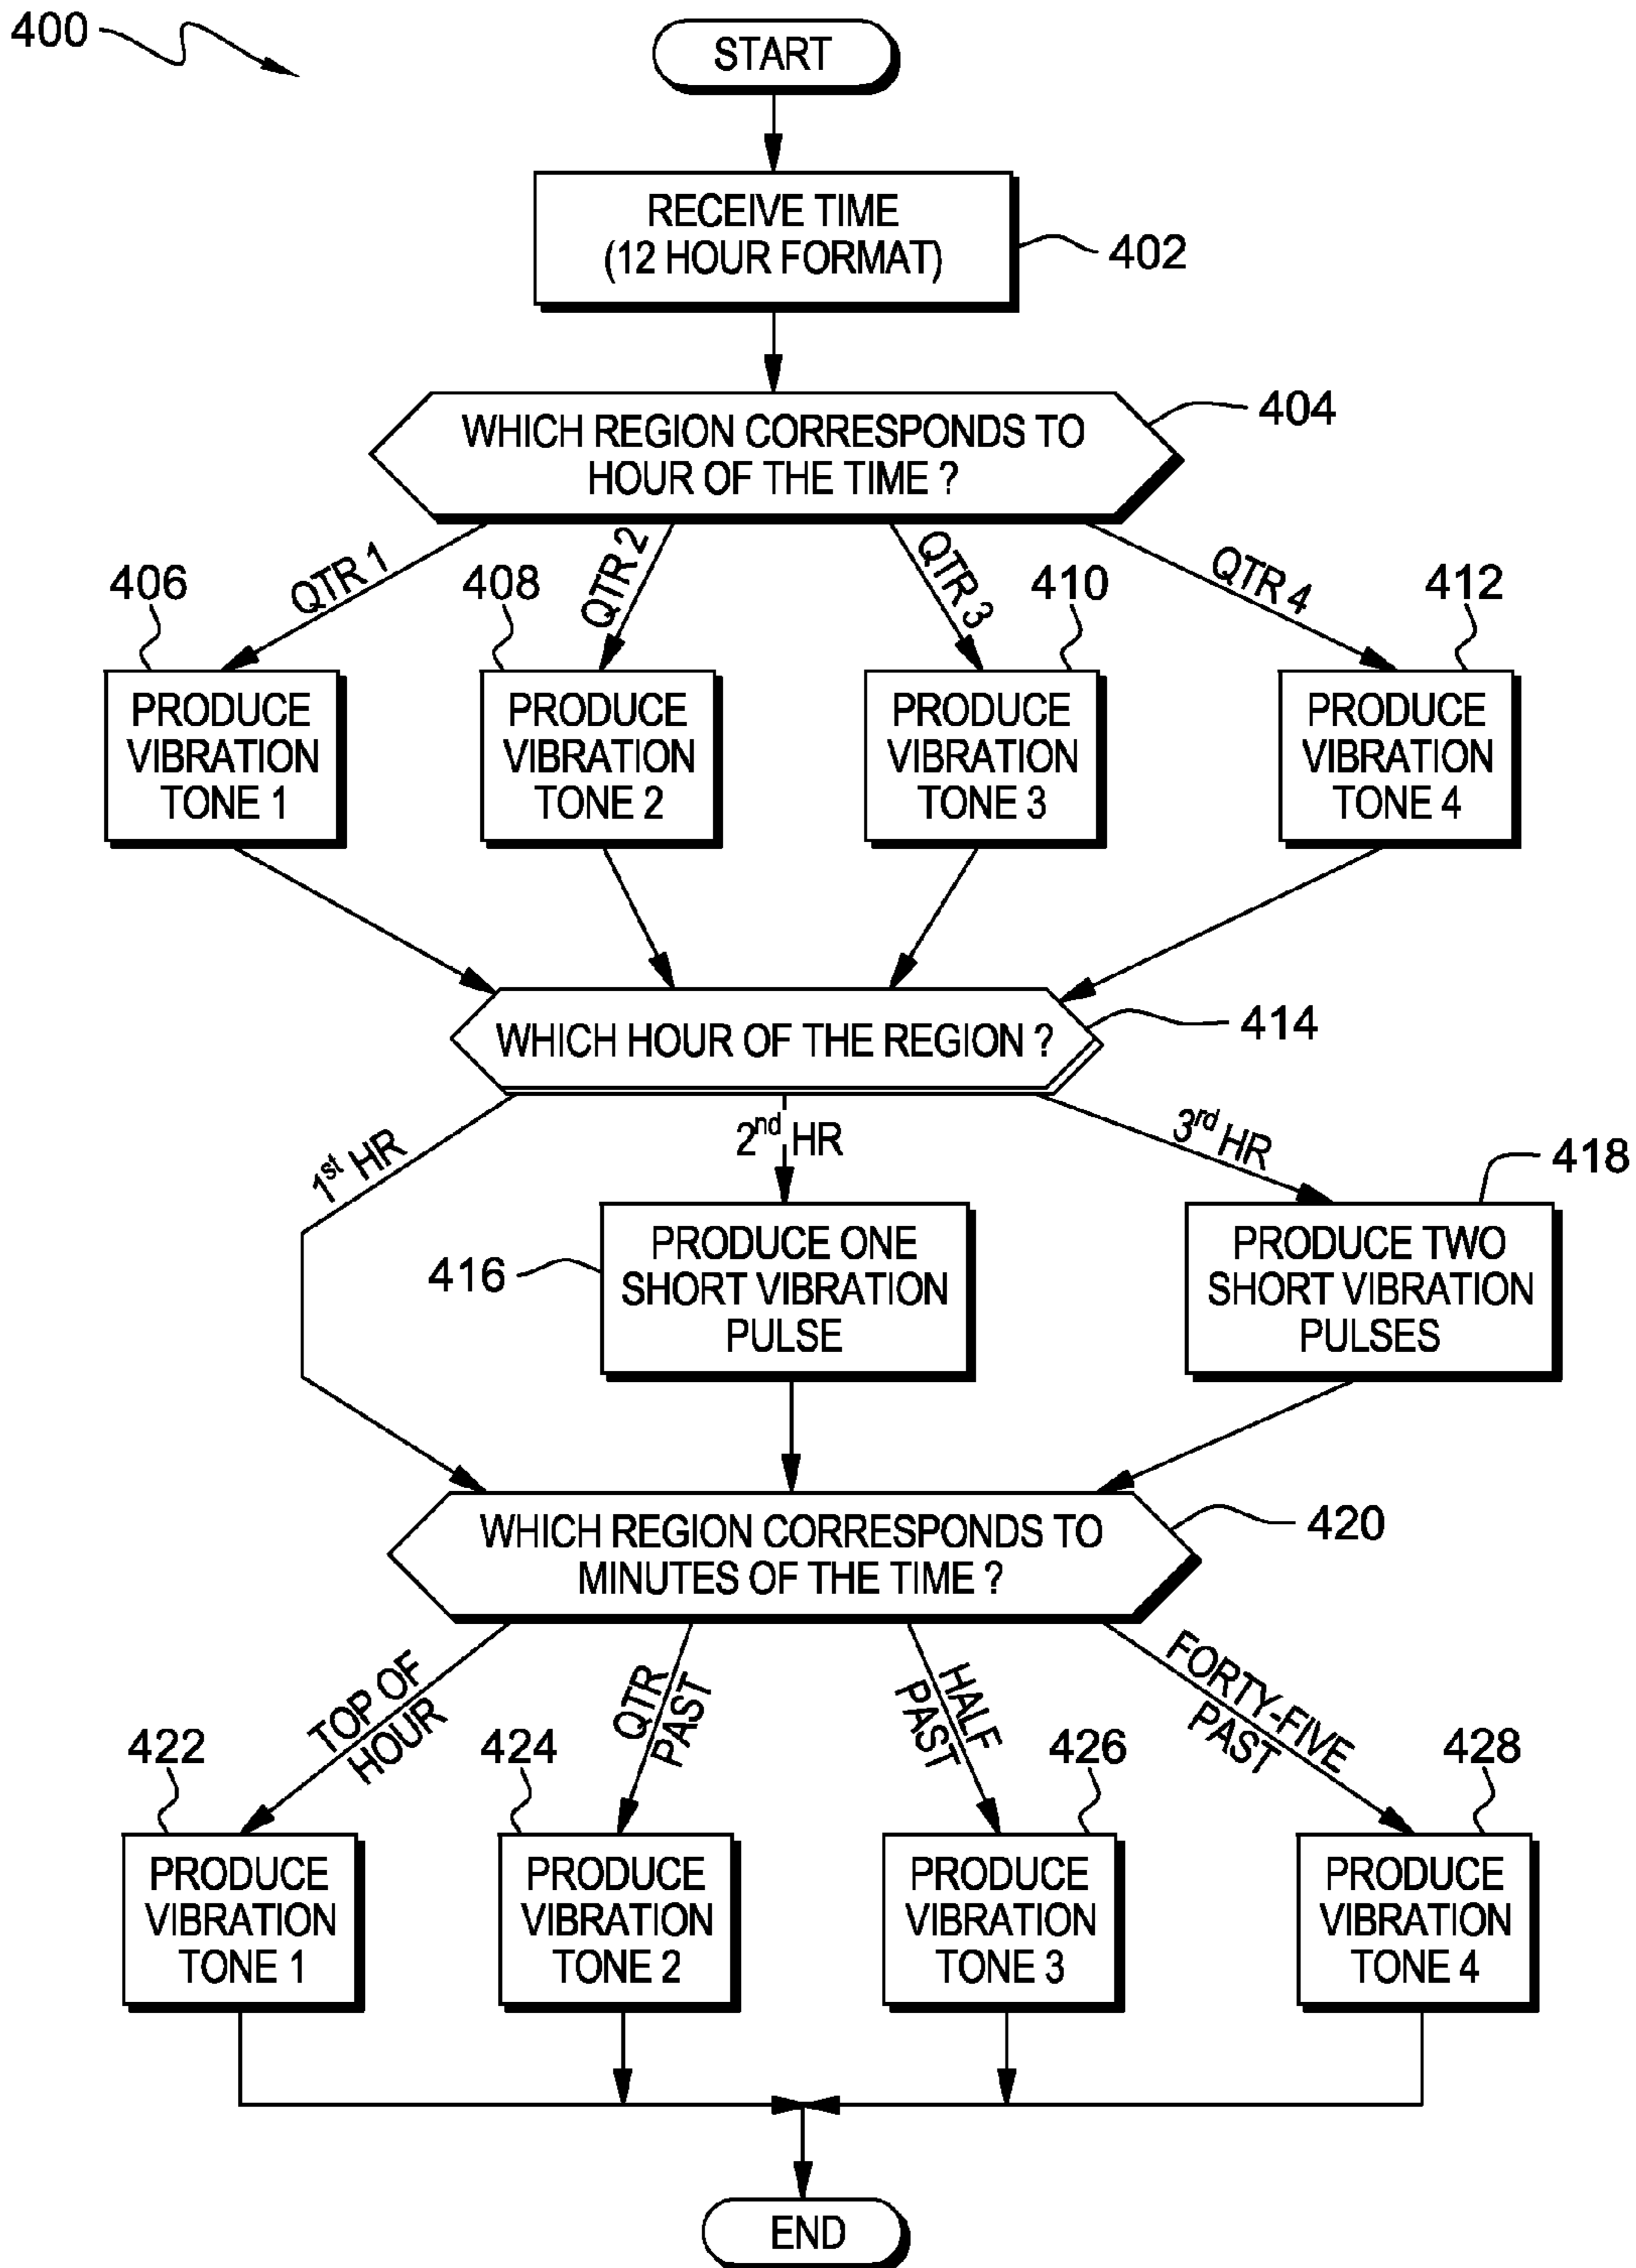 400
START
RECEIVE TIME
(12 HOUR FORMAT)
402
WHICH REGION CORRESPONDS TO
HOUR OF THE TIME ?
404
QTR 1
QTR 2
QTR 3
QTR 4
406
408
410
412
PRODUCE
VIBRATION
TONE 1
PRODUCE
VIBRATION
TONE 2
PRODUCE
VIBRATION
TONE 3
PRODUCE
VIBRATION
TONE 4
WHICH HOUR OF THE REGION ?
414
1st HR
2nd HR
3rd HR
416
PRODUCE ONE
SHORT VIBRATION
PULSE
418
PRODUCE TWO
SHORT VIBRATION
PULSES
WHICH REGION CORRESPONDS TO
MINUTES OF THE TIME ?
420
TOP OF
HOUR
QTR
PAST
HALF
PAST
FORTY-FIVE
PAST
422
424
426
428
PRODUCE
VIBRATION
TONE 1
PRODUCE
VIBRATION
TONE 2
PRODUCE
VIBRATION
TONE 3
PRODUCE
VIBRATION
TONE 4
END